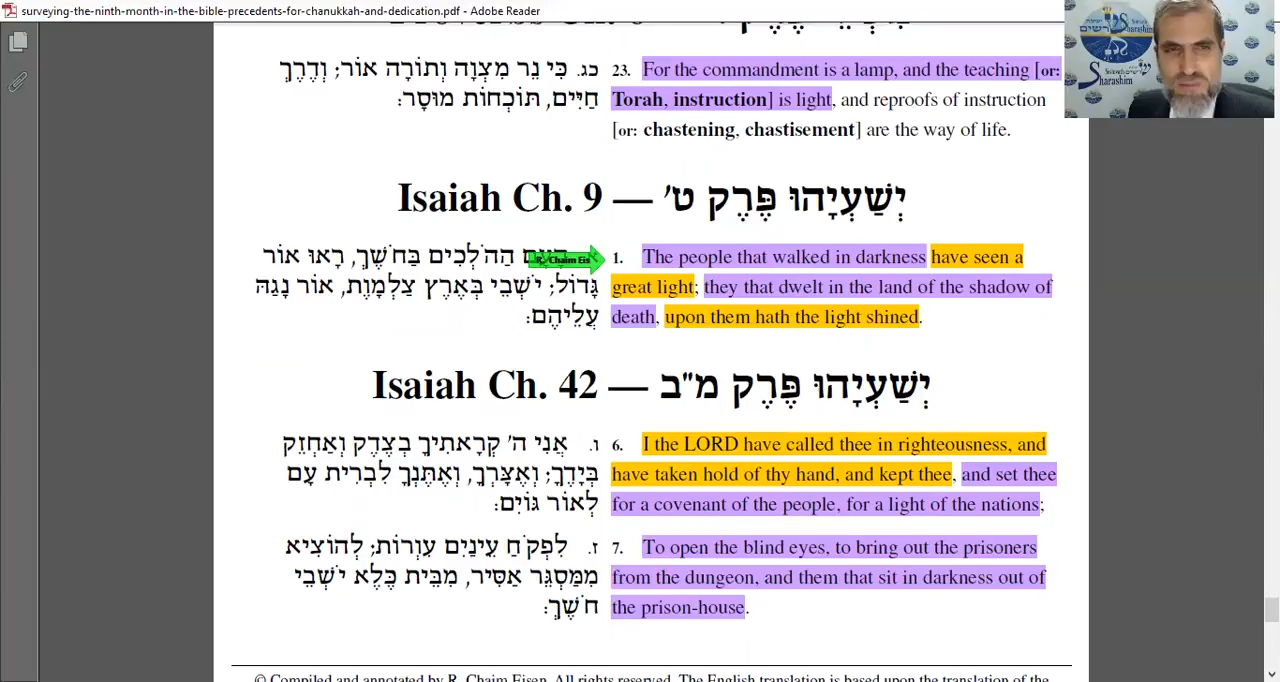 surveying-the-ninth-month-in-the-bible-precedents-for-chanukkah-and-dedication.pdf - Adobe Reader
כג. כִּי נֵר מִצְוָה וְתוֹרָה אוֹר; וְדֶרֶךְ
חַיִּים, תּוֹכְחוֹת מוּסָר:
23. For the commandment is a lamp, and the teaching [or:
Torah, instruction] is light, and reproofs of instruction
[or: chastening, chastisement] are the way of life.
Isaiah Ch. 9 — יְשַׁעְיָהוּ פֶּרֶק ט'
הַהֹלְכִים בַּחֹשֶׁךְ, רָאוּ אוֹר
גָּדוֹל; יֹשְׁבֵי בְּאֶרֶץ צַלְמָוֶת, אוֹר נָגַהּ
עֲלֵיהֶם:
R. Chaim Eis
1. The people that walked in darkness have seen a
great light; they that dwelt in the land of the shadow of
death, upon them hath the light shined.
Isaiah Ch. 42 — יְשַׁעְיָהוּ פֶּרֶק מ"ב
ו. אֲנִי ה' קְרָאתִיךָ בְצֶדֶק וְאַחְזֵק
בְּיָדֶךָ; וְאֶצָּרְךָ, וְאֶתֶּנְךָ לִבְרִית עָם
לְאוֹר גּוֹיִם:
6. I the LORD have called thee in righteousness, and
have taken hold of thy hand, and kept thee, and set thee
for a covenant of the people, for a light of the nations;
ז. לִפְקֹחַ עֵינַיִם עִוְרוֹת; לְהוֹצִיא
מִמַּסְגֵּר אַסִּיר, מִבֵּית כֶּלֶא יֹשְׁבֵי
חֹשֶׁךְ:
7. To open the blind eyes, to bring out the prisoners
from the dungeon, and them that sit in darkness out of
the prison-house.
© Compiled and annotated by R. Chaim Eisen. All rights reserved. The English translation is based upon the translation of the
Sharashim